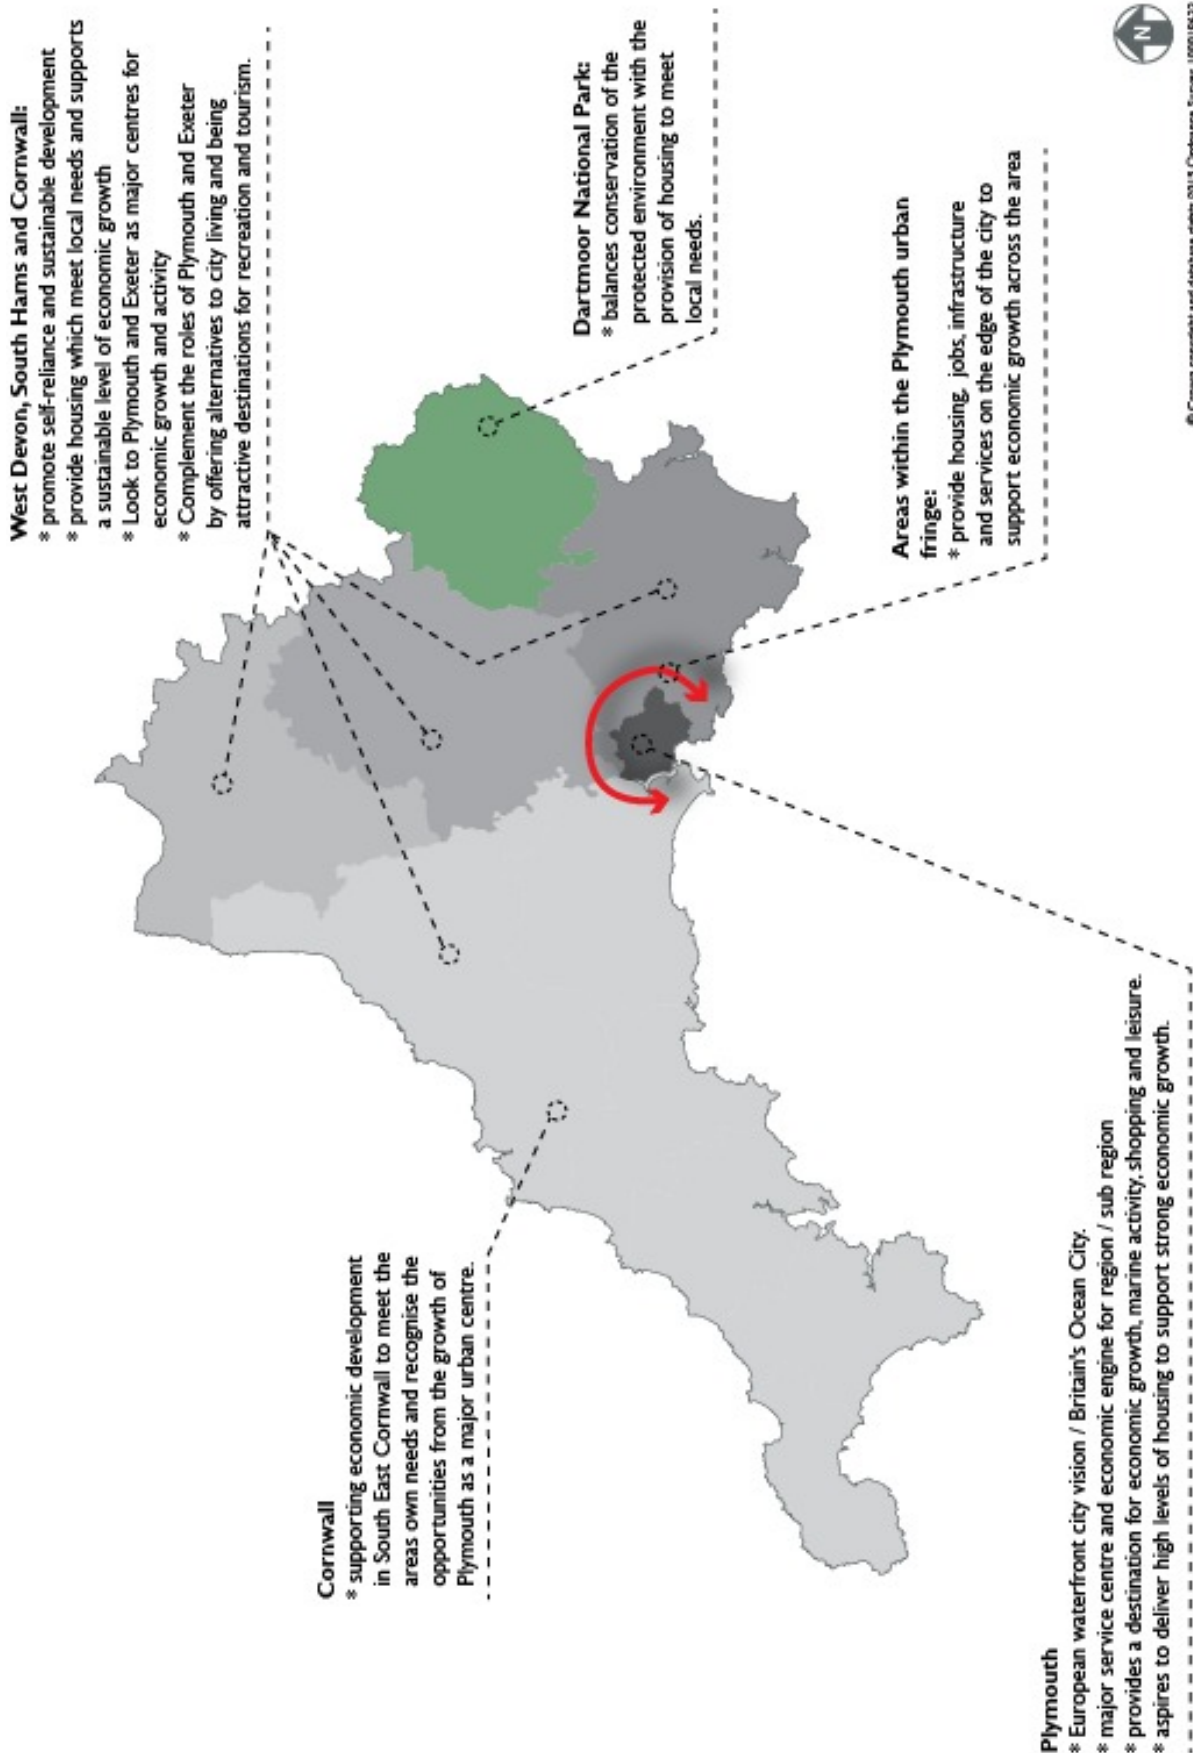 West Devon, South Hams and Cornwall:
* promote self-reliance and sustainable development
* provide housing which meet local needs and supports
a sustainable level of economic growth
* Look to Plymouth and Exeter as major centres for
economic growth and activity
* Complement the roles of Plymouth and Exeter
by offering alternatives to city living and being
attractive destinations for recreation and tourism.
Cornwall
* supporting economic development
in South East Cornwall to meet the
areas own needs and recognise the
opportunities from the growth of
Plymouth as a major urban centre.
Dartmoor National Park:
* balances conservation of the
protected environment with the
provision of housing to meet
local needs.
Areas within the Plymouth urban
fringe:
* provide housing, jobs, infrastructure
and services on the edge of the city to
support economic growth across the area
Plymouth
* European waterfront city vision / Britain's Ocean City.
* major service centre and economic engine for region / sub region
* provides a destination for economic growth, marine activity, shopping and leisure.
* aspires to deliver high levels of housing to support strong economic growth.
N
© Crown copyright and database rights 2013 Ordnance Survey